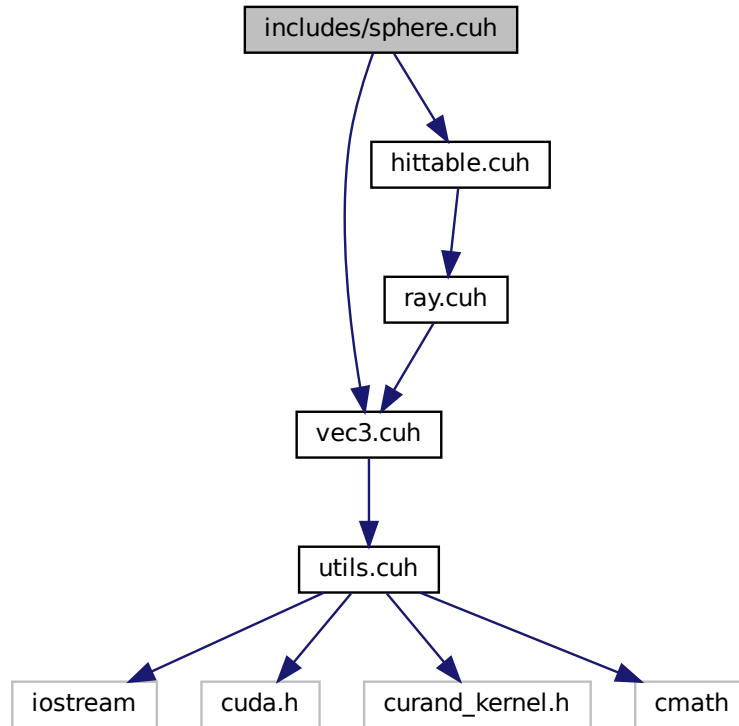 includes/sphere.cuh
hittable.cuh
ray.cuh
vec3.cuh
utils.cuh
iostream
cuda.h
curand_kernel.h
cmath